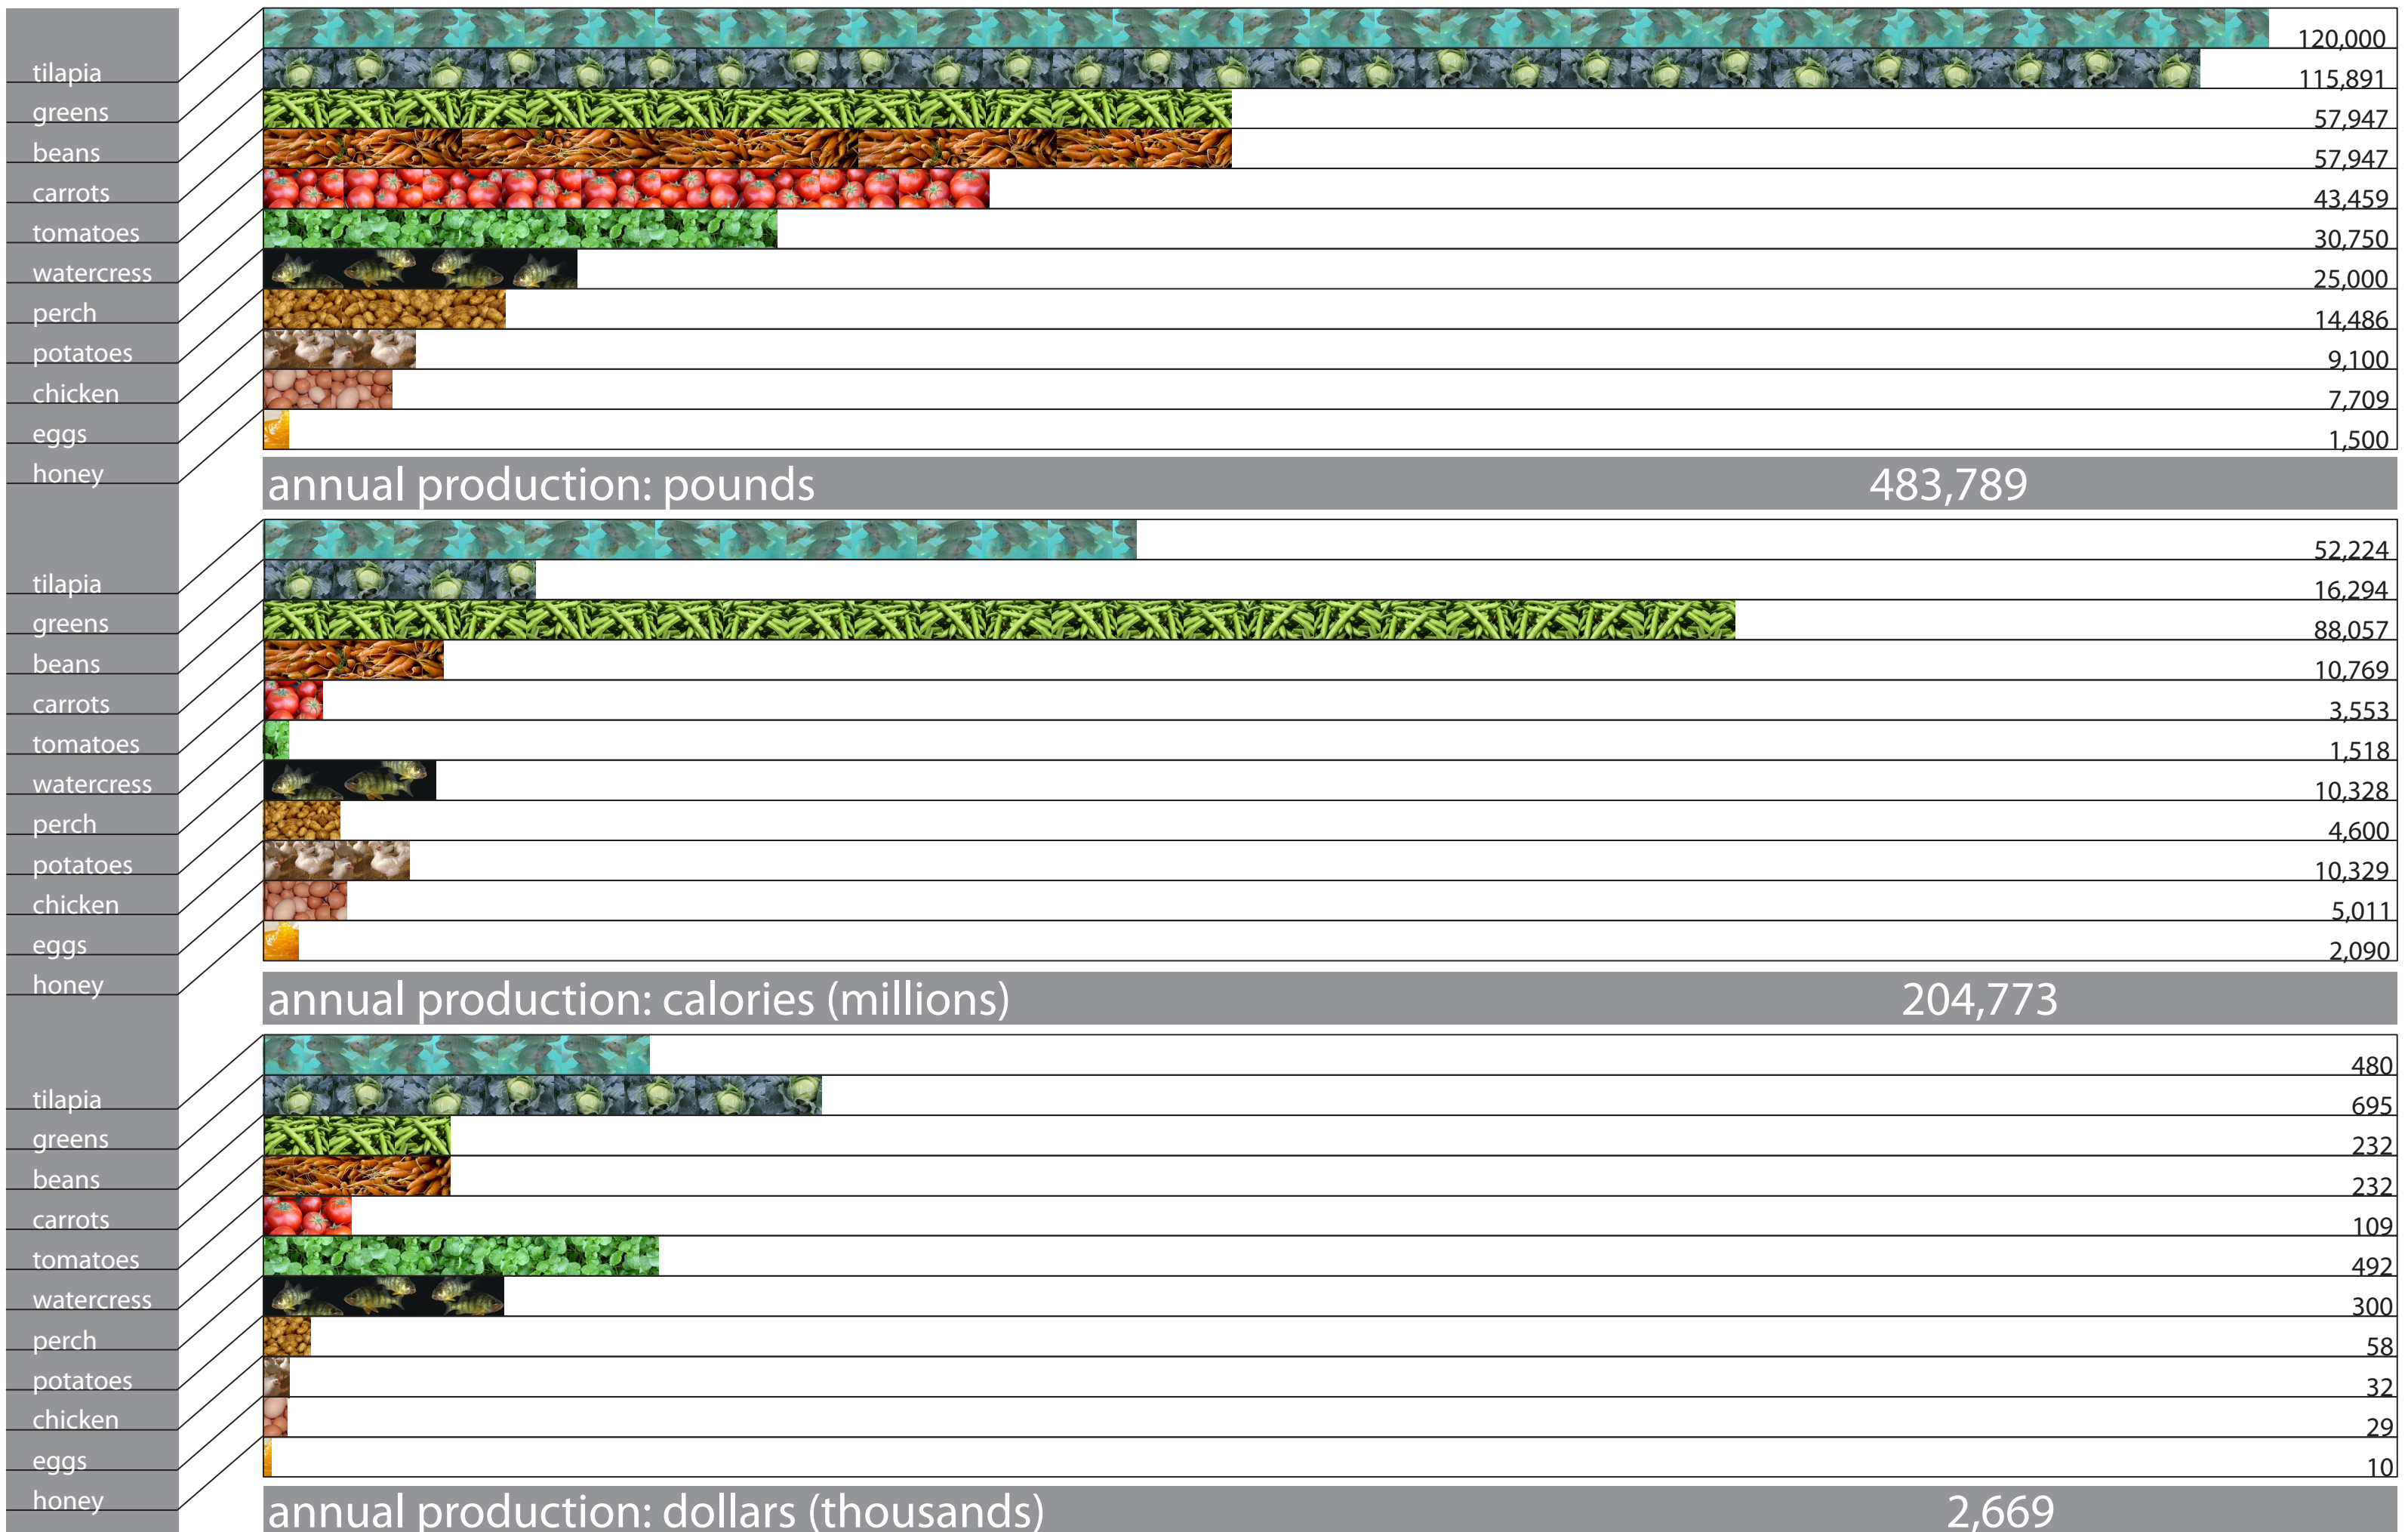 tilapia 120,000
greens 115,891
beans 57,947
carrots 57,947
tomatoes 43,459
watercress 30,750
perch 25,000
potatoes 14,486
chicken 9,100
eggs 7,709
honey 1,500
annual production: pounds 483,789
tilapia 52,224
greens 16,294
beans 88,057
carrots 10,769
tomatoes 3,553
watercress 1,518
perch 10,328
potatoes 4,600
chicken 10,329
eggs 5,011
honey 2,090
annual production: calories (millions) 204,773
tilapia 480
greens 695
beans 232
carrots 232
tomatoes 109
watercress 492
perch 300
potatoes 58
chicken 32
eggs 29
honey 10
annual production: dollars (thousands) 2,669